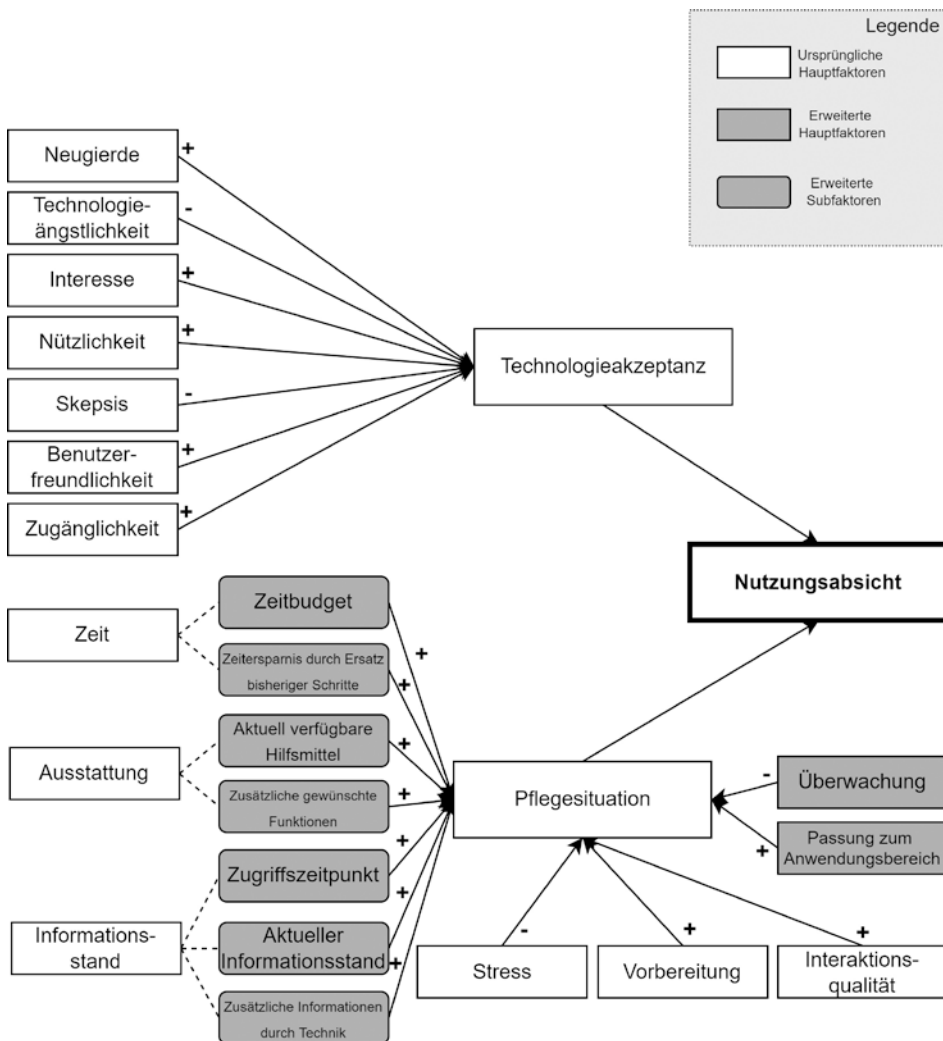 Legende
Ursprüngliche
Hauptfaktoren
Erweiterte
Hauptfaktoren
Erweiterte
Subfaktoren
Neugierde
+
Technologie-
ängstlichkeit
-
Interesse
+
Nützlichkeit
+
Skepsis
-
Benutzer-
freundlichkeit
+
Zugänglichkeit
+
Technologieakzeptanz
Nutzungsabsicht
Zeit
Zeitbudget
+
Zeitersparnis durch Ersatz
bisheriger Schritte
+
Ausstattung
Aktuell verfügbare
Hilfsmittel
+
Zusätzliche gewünschte
Funktionen
+
Informations-
stand
Zugriffszeitpunkt
+
Aktueller
Informationsstand
+
Zusätzliche Informationen
durch Technik
+
Pflegesituation
Überwachung
-
Passung zum
Anwendungsbereich
+
Stress
-
Vorbereitung
+
Interaktions-
qualität
+